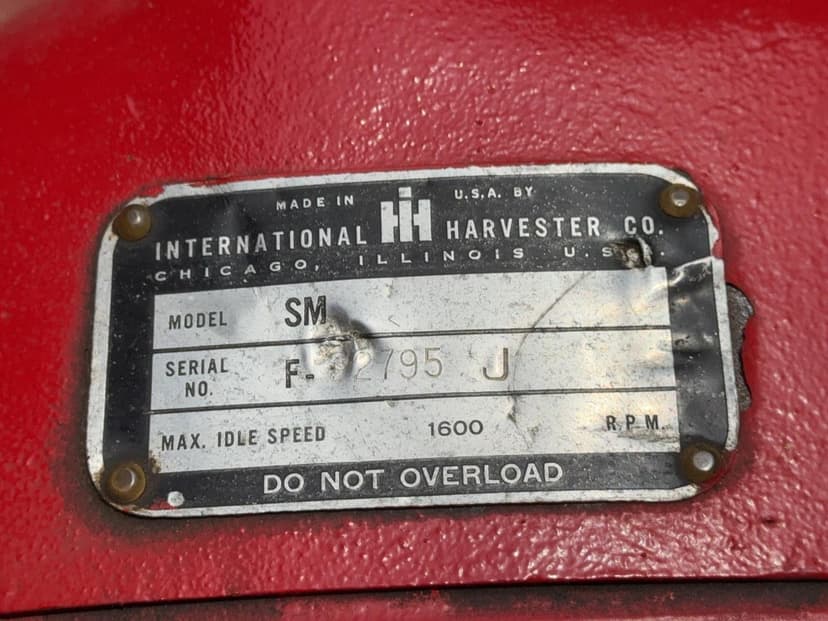 MADE IN IH U.S.A. BY
INTERNATIONAL HARVESTER CO.
CHICAGO, ILLINOIS U.S.
MODEL SM
SERIAL NO. F- 2795 J
MAX. IDLE SPEED 1600 R.P.M.
DO NOT OVERLOAD